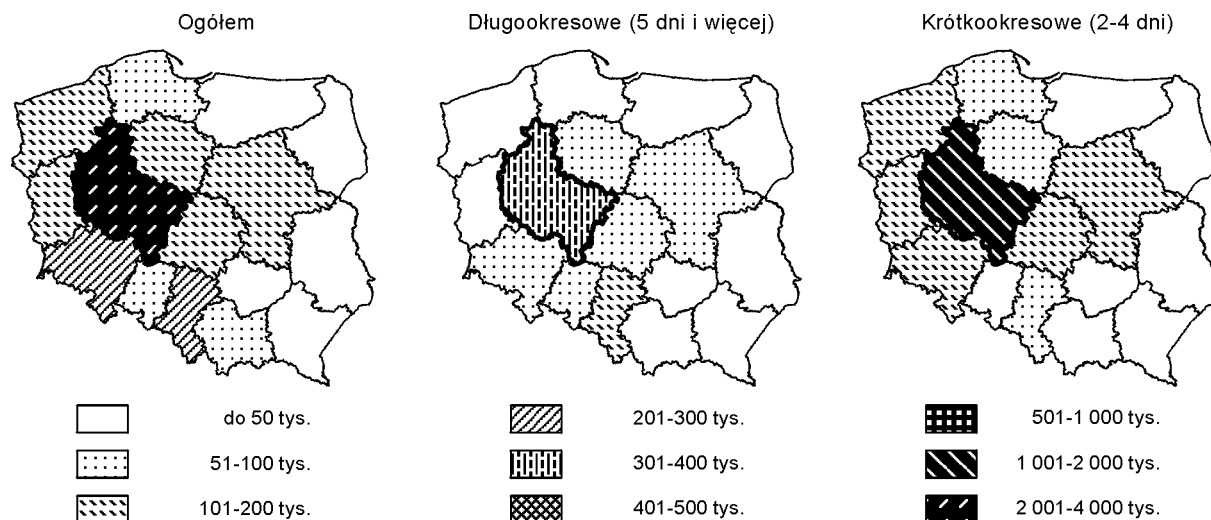 Ogółem
Długookresowe (5 dni i więcej)
Krótkookresowe (2-4 dni)
do 50 tys.
201-300 tys.
501-1 000 tys.
51-100 tys.
301-400 tys.
1 001-2 000 tys.
101-200 tys.
401-500 tys.
2 001-4 000 tys.